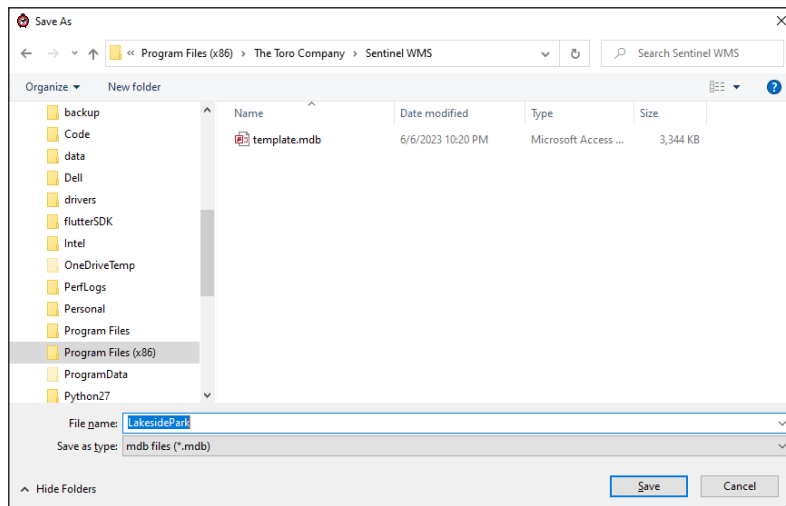 Save As
« Program Files (x86) › The Toro Company › Sentinel WMS
Search Sentinel WMS
Organize
New folder
backup
Code
data
Dell
drivers
flutterSDK
Intel
OneDriveTemp
PerfLogs
Personal
Program Files
Program Files (x86)
ProgramData
Python27
Name Date modified Type Size
template.mdb 6/6/2023 10:20 PM Microsoft Access ... 3,344 KB
File name: LakesidePark
Save as type: mdb files (*.mdb)
Hide Folders
Save Cancel